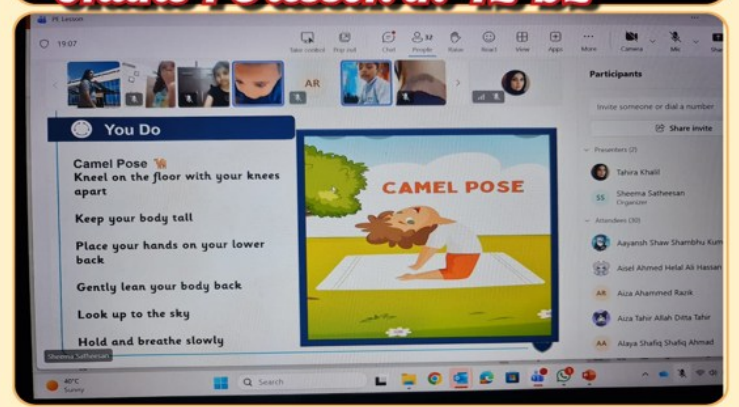 PE Lesson
19:07
Take control
Pop out
Chat
32
People
Raise
React
View
Apps
More
Camera
Mic
AR
You Do
Camel Pose
Kneel on the floor with your knees
apart
Keep your body tall
Place your hands on your lower
back
Gently lean your body back
Look up to the sky
Hold and breathe slowly
Sheema Satheesan
CAMEL POSE
Participants
Invite someone or dial a number
Share invite
Presenters (2)
Tahira Khalil
SS
Sheema Satheesan
Organizer
Attendees (30)
Aayansh Shaw Shambhu Kum
Aisel Ahmed Helal Ali Hassan
AR
Aiza Ahammed Razik
Aiza Tahir Allah Ditta Tahir
AA
Alaya Shafiq Shafiq Ahmad
40°C
Sunny
Search